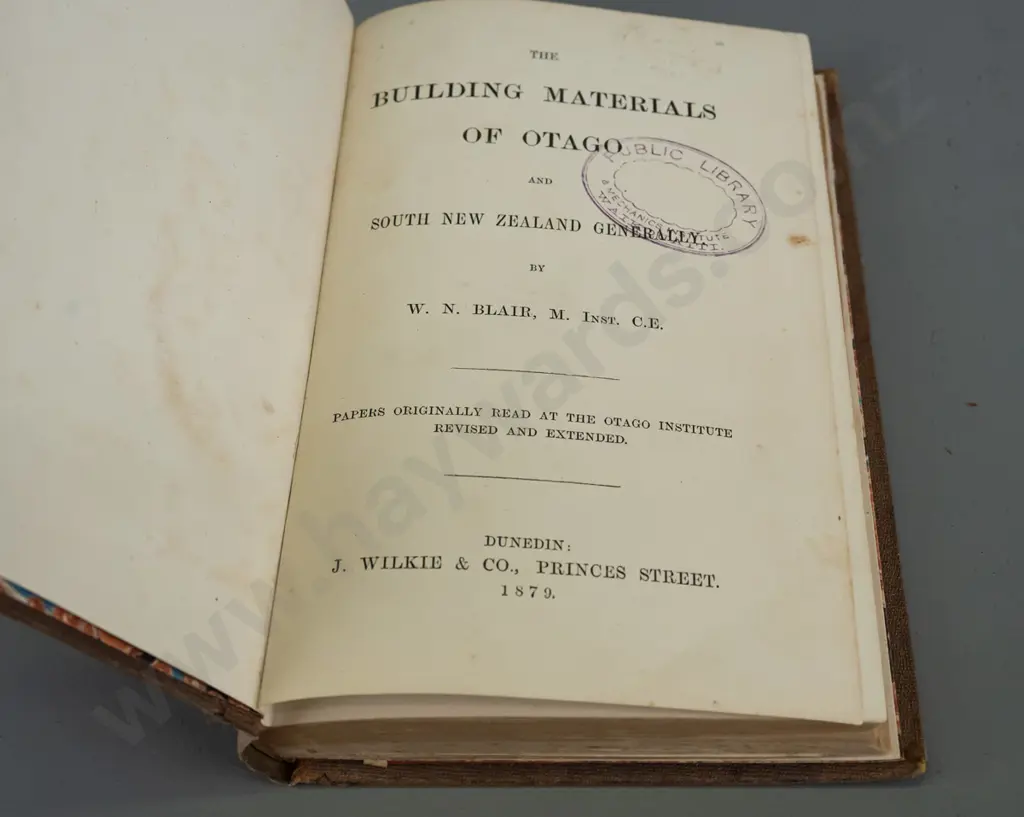 THE
BUILDING MATERIALS
OF OTAGO
AND
SOUTH NEW ZEALAND GENERALLY,
BY
W. N. BLAIR, M. INST. C.E.
PAPERS ORIGINALLY READ AT THE OTAGO INSTITUTE
REVISED AND EXTENDED.
DUNEDIN:
J. WILKIE & CO., PRINCES STREET.
1879.
PUBLIC LIBRARY
& MECHANICS INSTITUTE
www.haywards.co.nz